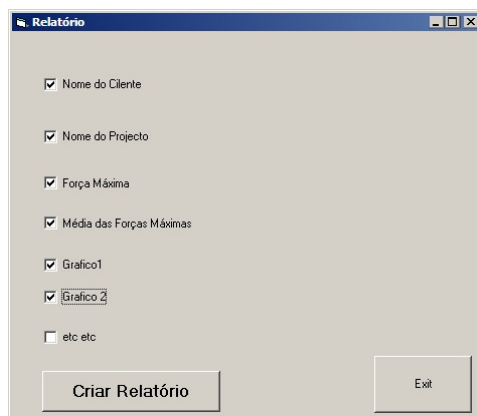 Relatório
Nome do Cilente
Nome do Projecto
Força Máxima
Média das Forças Máximas
Grafico1
Grafico 2
etc etc
Criar Relatório
Exit